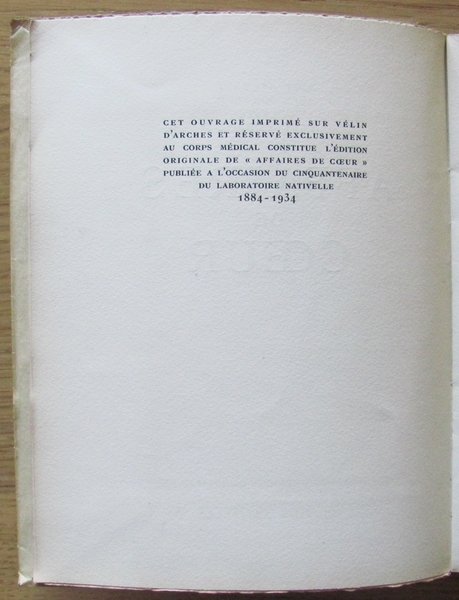 CET OUVRAGE IMPRIMÉ SUR VÉLIN
D'ARCHES ET RÉSERVÉ EXCLUSIVEMENT
AU CORPS MÉDICAL CONSTITUE L'ÉDITION
ORIGINALE DE « AFFAIRES DE CŒUR »
PUBLIÉE A L'OCCASION DU CINQUANTENAIRE
DU LABORATOIRE NATIVELLE
1884-1934